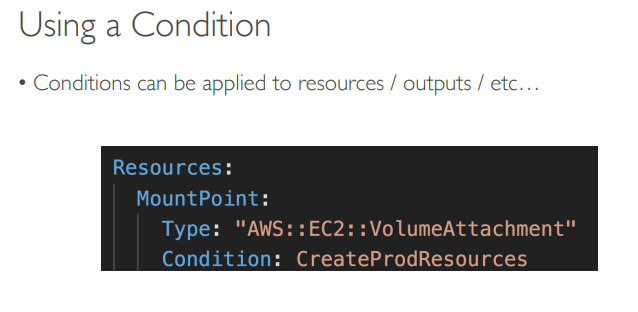 Using a Condition
• Conditions can be applied to resources / outputs / etc…
Resources:
MountPoint:
Type: "AWS::EC2::VolumeAttachment"
Condition: CreateProdResources